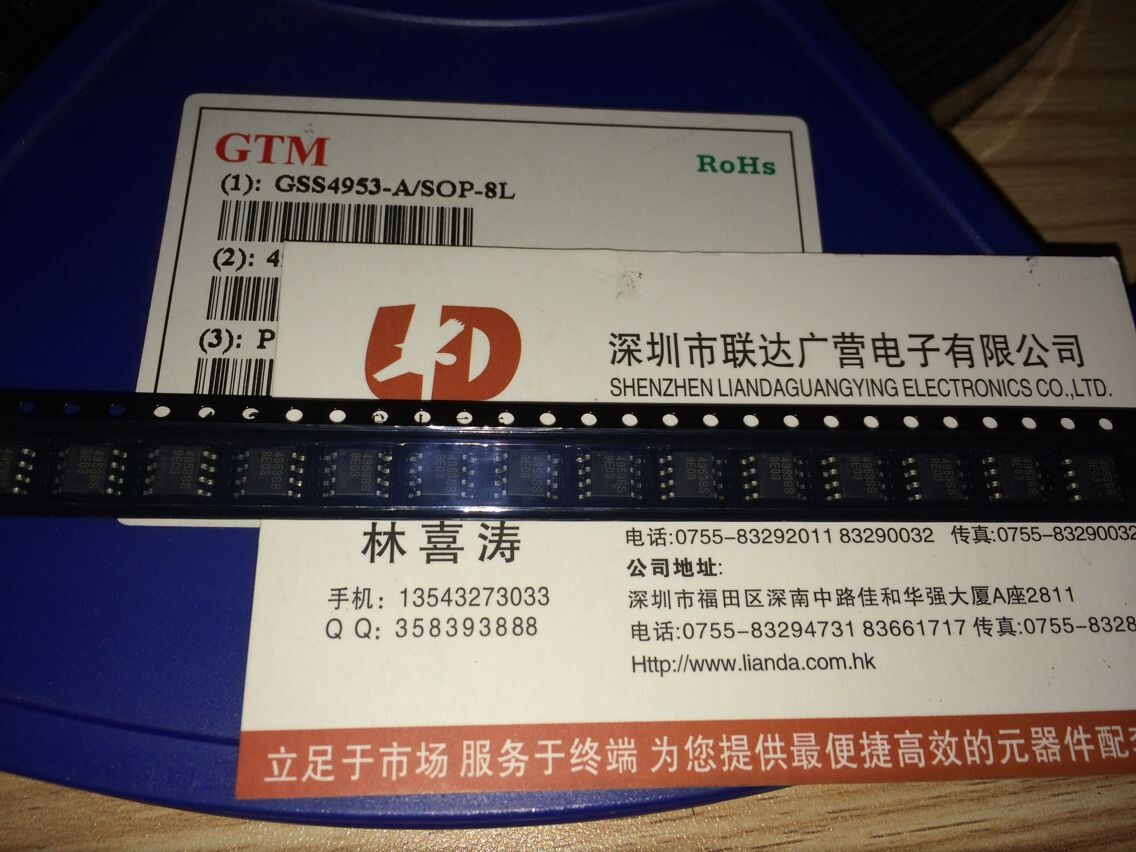 GTM
RoHs
(1): GSS4953-A/SOP-8L
(2): 4
(3): P
深圳市联达广营电子有限公司
SHENZHEN LIANDAGUANGYING ELECTRONICS CO.,LTD.
林喜涛
手机: 13543273033
Q Q: 358393888
电话:0755-83292011 83290032 传真:0755-83290032
公司地址:
深圳市福田区深南中路佳和华强大厦A座2811
电话:0755-83294731 83661717 传真:0755-8328
Http://www.lianda.com.hk
立足于市场 服务于终端 为您提供最便捷高效的元器件配